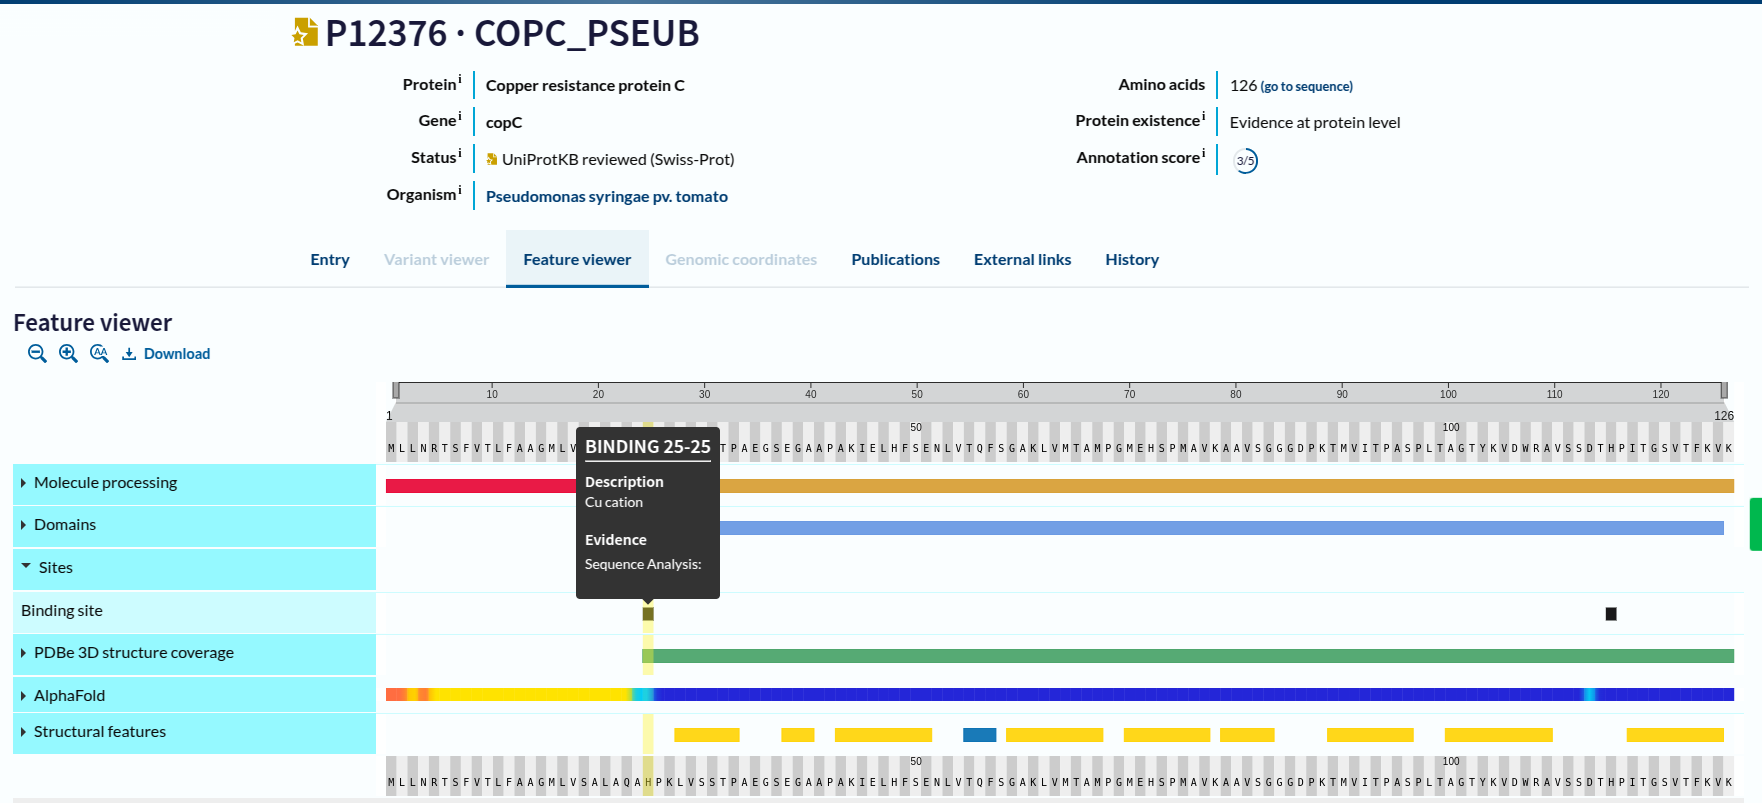 P12376 · COPC_PSEUB
Protein i Copper resistance protein C
Amino acids 126 (go to sequence)
Gene i copC
Protein existence i Evidence at protein level
Status i UniProtKB reviewed (Swiss-Prot)
Annotation score i 3/5
Organism i Pseudomonas syringae pv. tomato
Entry Variant viewer Feature viewer Genomic coordinates Publications External links History
Feature viewer
AA Download
10 20 30 40 50 60 70 80 90 100 110 120
1 126
50 100
MLLNRTSFVTLFAAGMLV TPAEGSEGAAPAKIELHFSENLVTQFSGAKLVMTAMPGMEHSPMAVKAAVSGGGDPKTMVITPASPLTAGTYKVDWRAVSSDTHPITGSVTFKVK
BINDING 25-25
Description
Cu cation
Evidence
Sequence Analysis:
Molecule processing
Domains
Sites
Binding site
PDBe 3D structure coverage
AlphaFold
Structural features
50 100
MLLNRTSFVTLFAAGMLVSALAQAHPKLVSSTPAEGSEGAAPAKIELHFSENLVTQFSGAKLVMTAMPGMEHSPMAVKAAVSGGGDPKTMVITPASPLTAGTYKVDWRAVSSDTHPITGSVTFKVK